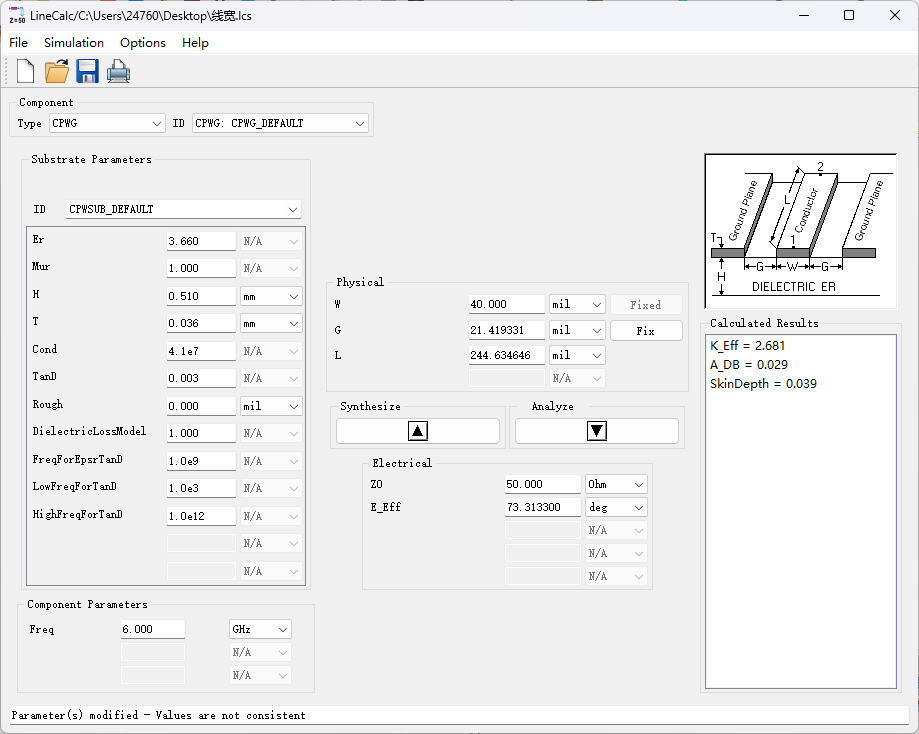 Z=50 LineCalc/C:\Users\24760\Desktop\线宽.lcs
File Simulation Options Help
Component
Type CPWG ID CPWG: CPWG_DEFAULT
Substrate Parameters
ID CPWSUB_DEFAULT
Er 3.660 N/A
Mur 1.000 N/A
H 0.510 mm
T 0.036 mm
Cond 4.1e7 N/A
TanD 0.003 N/A
Rough 0.000 mil
DielectricLossModel 1.000 N/A
FreqForEpsrTanD 1.0e9 N/A
LowFreqForTanD 1.0e3 N/A
HighFreqForTanD 1.0e12 N/A
N/A
N/A
Component Parameters
Freq 6.000 GHz
N/A
N/A
Physical
W 40.000 mil Fixed
G 21.419331 mil Fix
L 244.634646 mil
N/A
Synthesize Analyze
Electrical
Z0 50.000 Ohm
E_Eff 73.313300 deg
N/A
N/A
N/A
2
Ground Plane L Conductor Ground Plane
T 1
G W G
H
DIELECTRIC ER
Calculated Results
K_Eff = 2.681
A_DB = 0.029
SkinDepth = 0.039
Parameter(s) modified - Values are not consistent